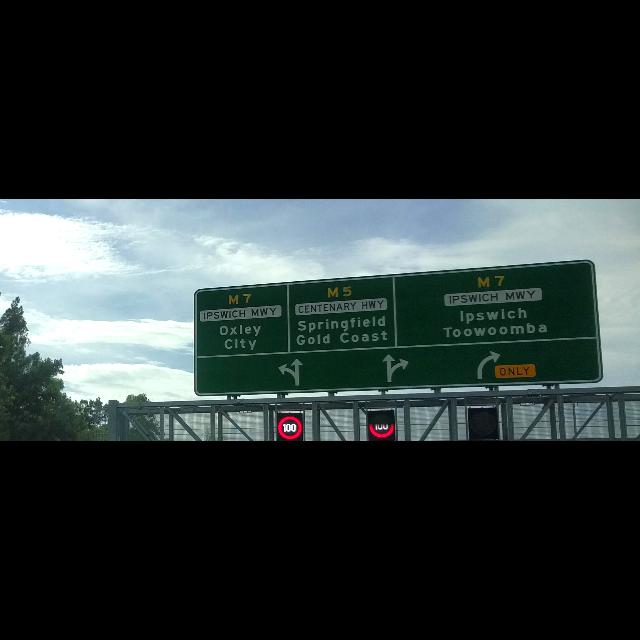 M7
IPSWICH MWY
Oxley
City
M5
CENTENARY HWY
Springfield
Gold Coast
M7
IPSWICH MWY
Ipswich
Toowoomba
ONLY
100
100